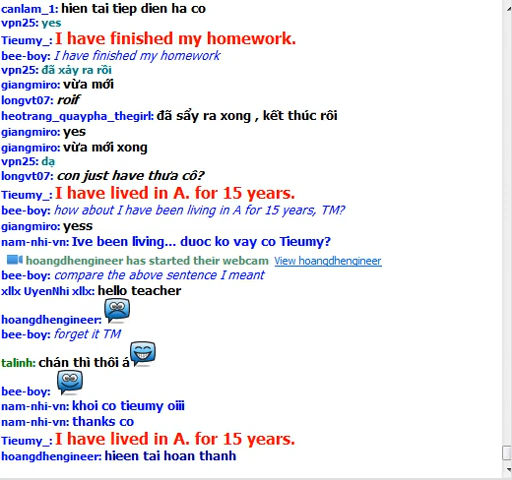 canlam_1: hien tai tiep dien ha co
vpn25: yes
Tieumy_: I have finished my homework.
bee-boy: I have finished my homework
vpn25: đã xảy ra rồi
giangmiro: vừa mới
longvt07: roif
heotrang_quaypha_thegirl: đã sẩy ra xong , kết thúc rôi
giangmiro: yes
giangmiro: vừa mới xong
vpn25: dạ
longvt07: con just have thưa cô?
Tieumy_: I have lived in A. for 15 years.
bee-boy: how about I have been living in A for 15 years, TM?
giangmiro: yess
nam-nhi-vn: Ive been living... duoc ko vay co Tieumy?
hoangdhengineer has started their webcam View hoangdhengineer
bee-boy: compare the above sentence I meant
xllx UyenNhi xllx: hello teacher
hoangdhengineer:
bee-boy: forget it TM
talinh: chán thì thôi á
bee-boy:
nam-nhi-vn: khoi co tieumy oiii
nam-nhi-vn: thanks co
Tieumy_: I have lived in A. for 15 years.
hoangdhengineer: hieen tai hoan thanh